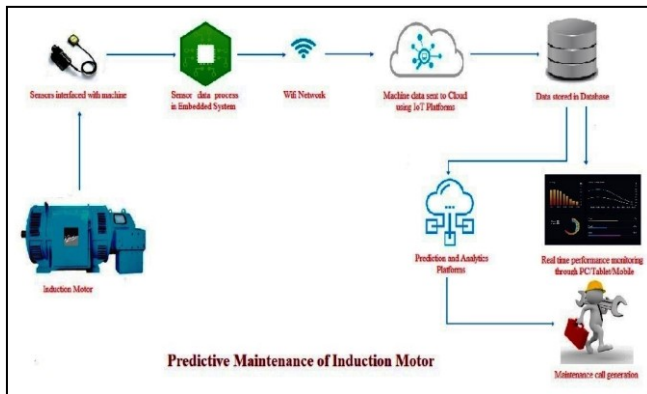 Sensors interfaced with machine
Sensor data process
in Embedded System
Wifi Network
Machine data sent to Cloud
using IoT Platforms
Data stored in Database
Induction Motor
Prediction and Analytics
Platforms
Real time performance monitoring
through PC/Tablet/Mobile
Maintenance call generation
Predictive Maintenance of Induction Motor